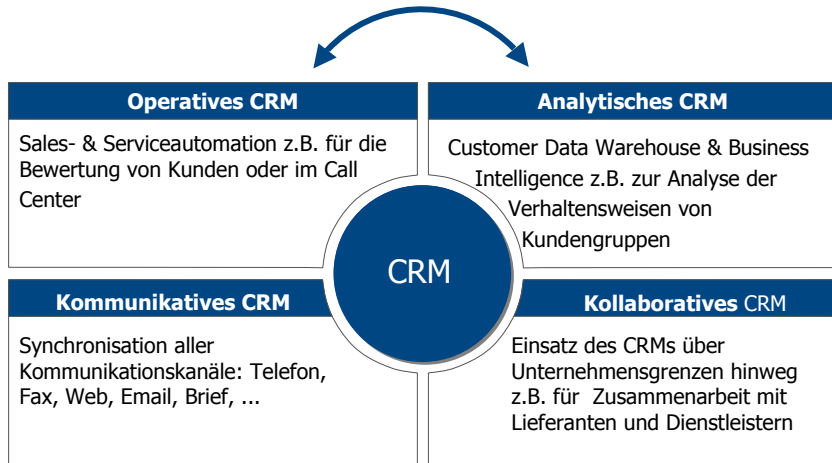 Operatives CRM
Sales- & Serviceautomation z.B. für die
Bewertung von Kunden oder im Call
Center
Analytisches CRM
Customer Data Warehouse & Business
Intelligence z.B. zur Analyse der
Verhaltensweisen von
Kundengruppen
CRM
Kommunikatives CRM
Synchronisation aller
Kommunikationskanäle: Telefon,
Fax, Web, Email, Brief, ...
Kollaboratives CRM
Einsatz des CRMs über
Unternehmensgrenzen hinweg
z.B. für Zusammenarbeit mit
Lieferanten und Dienstleistern